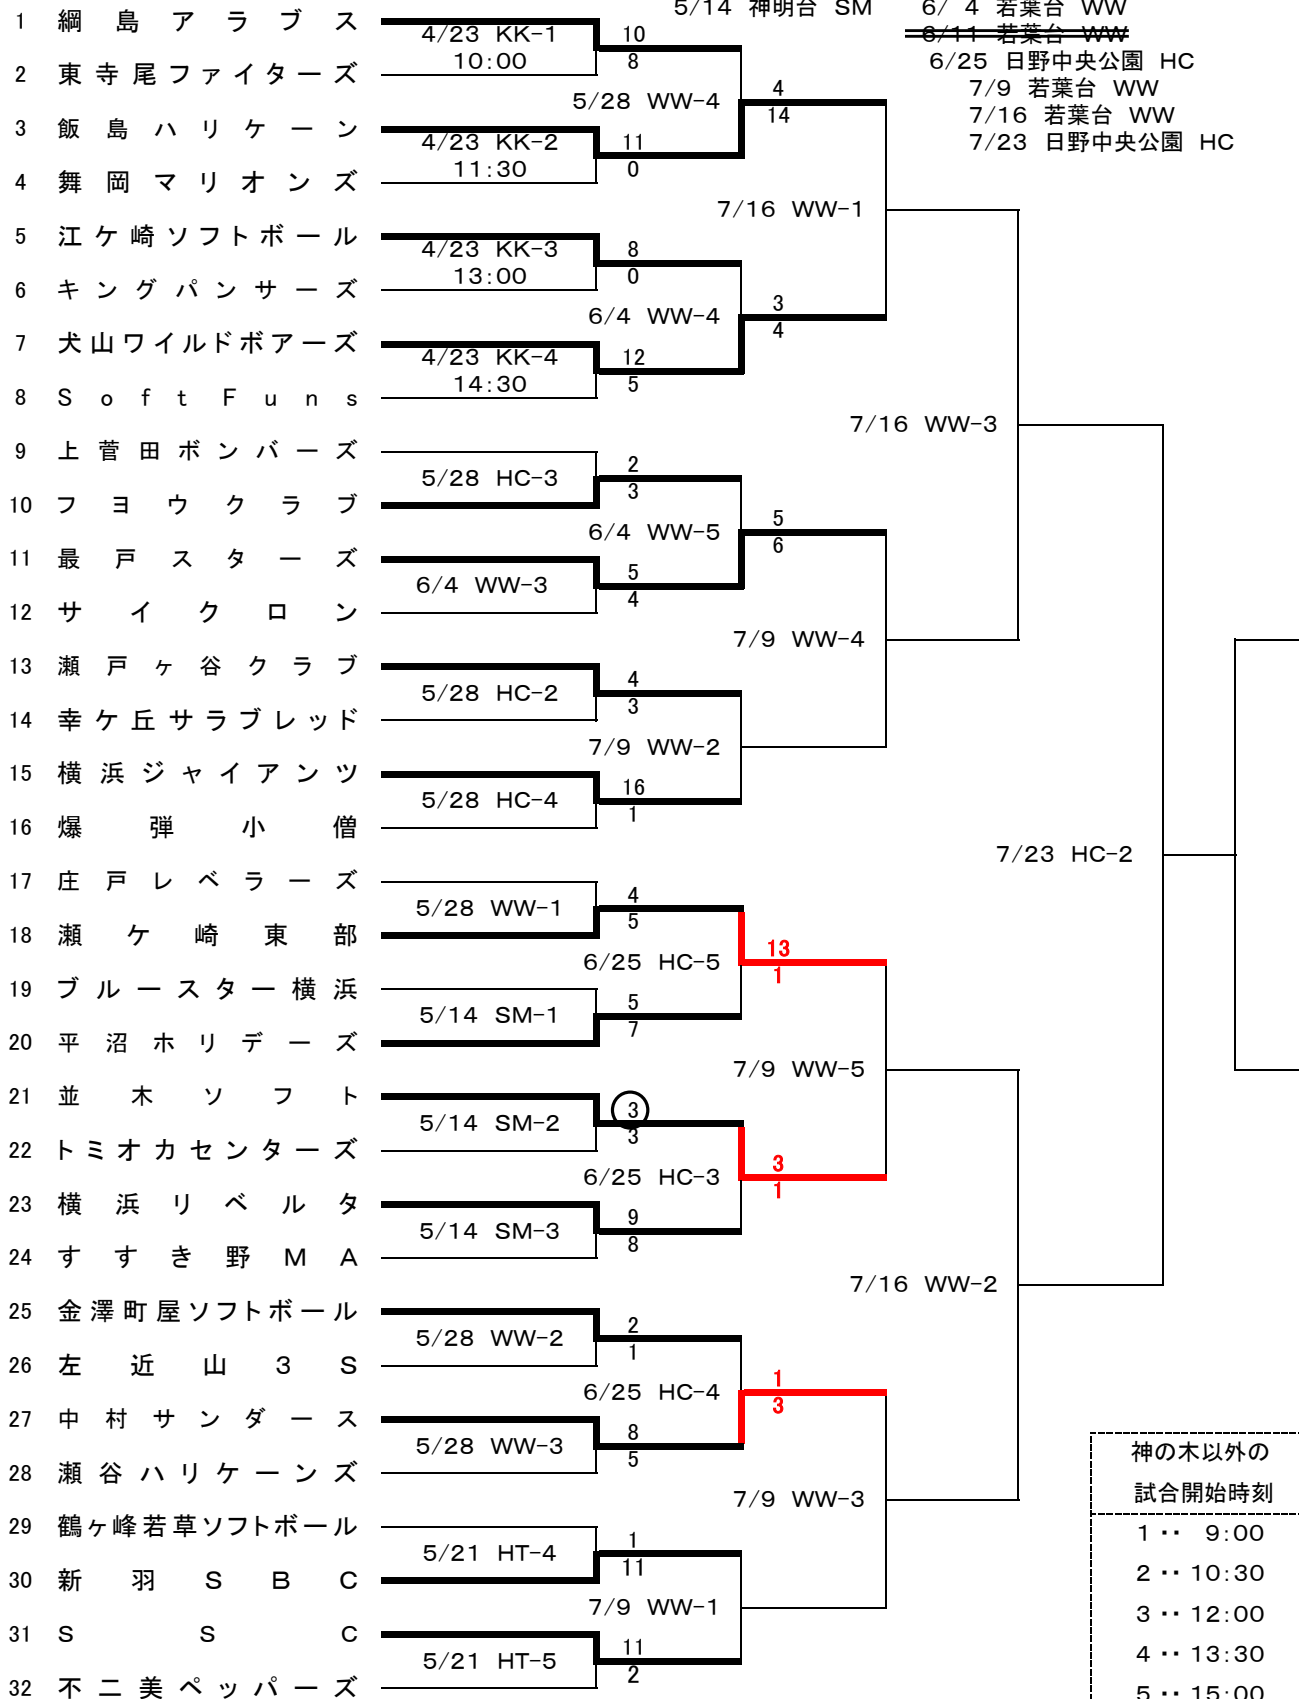 5/14 神明台 SM
6/ 4 若葉台 WW
6/11 若葉台 WW
6/25 日野中央公園 HC
7/9 若葉台 WW
7/16 若葉台 WW
7/23 日野中央公園 HC
1 綱島アラブス
4/23 KK-1
10:00
10
8
2 東寺尾ファイターズ
5/28 WW-4
4
14
3 飯島ハリケーン
4/23 KK-2
11:30
11
0
4 舞岡マリオンズ
7/16 WW-1
5 江ケ崎ソフトボール
4/23 KK-3
13:00
8
0
6 キングパンサーズ
6/4 WW-4
3
4
7 犬山ワイルドボアーズ
4/23 KK-4
14:30
12
5
8 Soft Funs
7/16 WW-3
9 上菅田ボンバーズ
5/28 HC-3
2
3
10 フヨウクラブ
6/4 WW-5
5
6
11 最戸スターズ
6/4 WW-3
5
4
12 サイクロン
7/9 WW-4
13 瀬戸ヶ谷クラブ
5/28 HC-2
4
3
14 幸ケ丘サラブレッド
7/9 WW-2
15 横浜ジャイアンツ
5/28 HC-4
16
1
16 爆弾小僧
7/23 HC-2
17 庄戸レベラーズ
5/28 WW-1
4
5
18 瀬ケ崎東部
6/25 HC-5
13
1
19 ブルースター横浜
5/14 SM-1
5
7
20 平沼ホリデーズ
7/9 WW-5
21 並木ソフト
5/14 SM-2
3
3
22 トミオカセンターズ
6/25 HC-3
3
1
23 横浜リベルタ
5/14 SM-3
9
8
24 すすき野MA
7/16 WW-2
25 金澤町屋ソフトボール
5/28 WW-2
2
1
26 左近山3S
6/25 HC-4
1
3
27 中村サンダース
5/28 WW-3
8
5
28 瀬谷ハリケーンズ
7/9 WW-3
29 鶴ヶ峰若草ソフトボール
5/21 HT-4
1
11
30 新羽SBC
7/9 WW-1
31 SSC
5/21 HT-5
11
2
32 不二美ペッパーズ
神の木以外の
試合開始時刻
1‥ 9:00
2‥10:30
3‥12:00
4‥13:30
5‥15:00